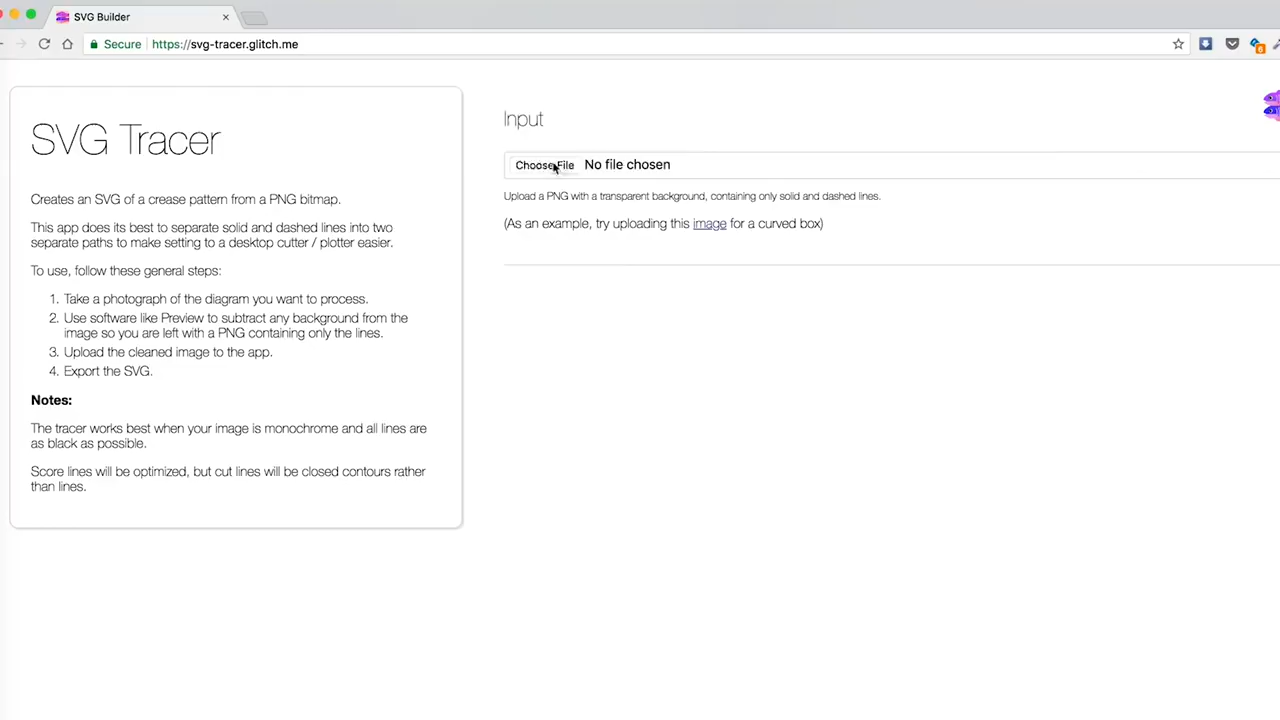 SVG Builder
Secure https://svg-tracer.glitch.me
6
SVG Tracer
Creates an SVG of a crease pattern from a PNG bitmap.
This app does its best to separate solid and dashed lines into two
separate paths to make setting to a desktop cutter / plotter easier.
To use, follow these general steps:
1. Take a photograph of the diagram you want to process.
2. Use software like Preview to subtract any background from the
image so you are left with a PNG containing only the lines.
3. Upload the cleaned image to the app.
4. Export the SVG.
Notes:
The tracer works best when your image is monochrome and all lines are
as black as possible.
Score lines will be optimized, but cut lines will be closed contours rather
than lines.
Input
Choose File No file chosen
Upload a PNG with a transparent background, containing only solid and dashed lines.
(As an example, try uploading this image for a curved box)